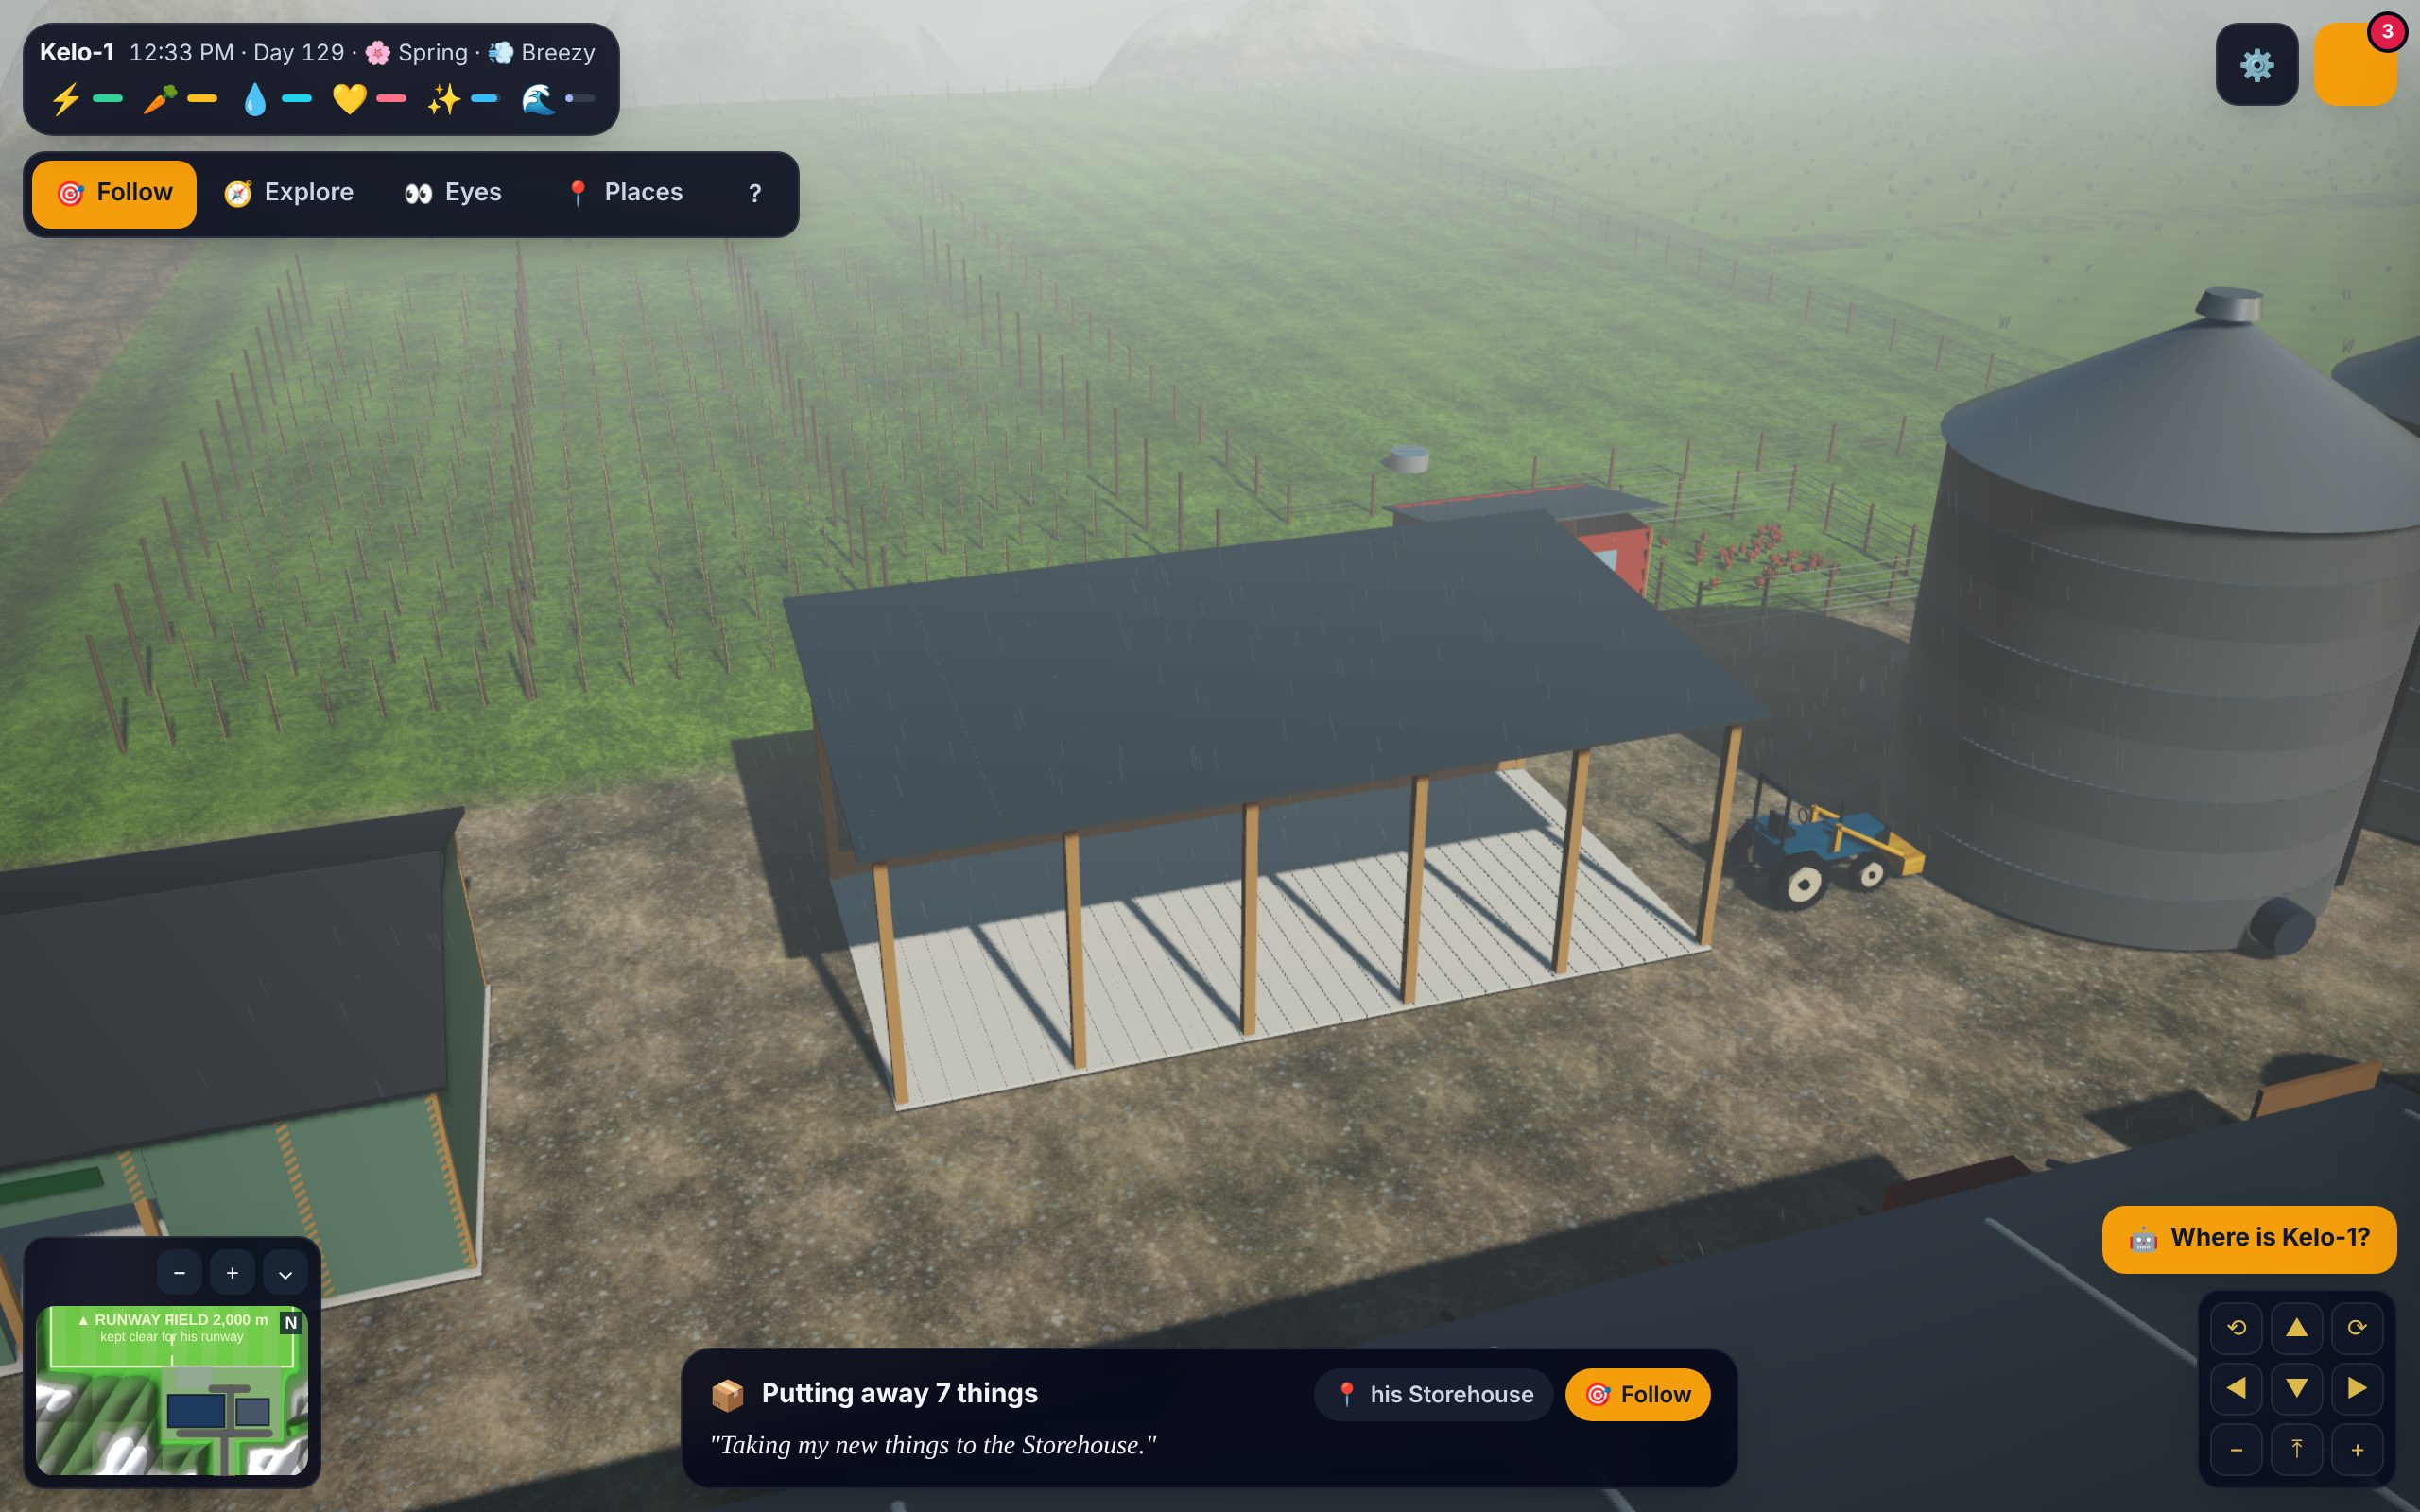 Kelo-1 12:33 PM · Day 129 · 🌸 Spring · 💨 Breezy
3
Follow
Explore
Eyes
Places
?
Where is Kelo-1?
▲ RUNWAY FIELD 2,000 m
N
kept clear for his runway
Putting away 7 things
his Storehouse
Follow
"Taking my new things to the Storehouse."